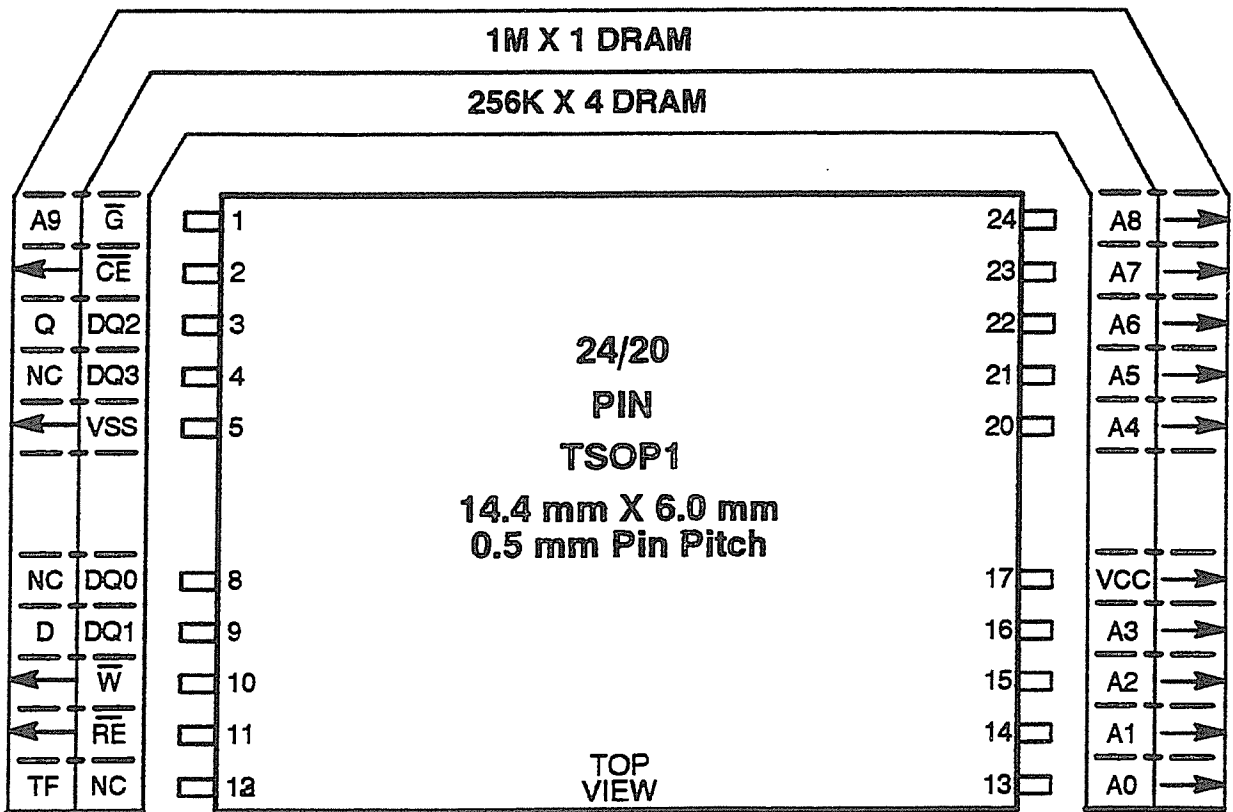 1M X 1 DRAM
256K X 4 DRAM
A9 G̅ 1 24 A8
C̅E̅ 2 23 A7
Q DQ2 3 22 A6
NC DQ3 4 21 A5
VSS 5 20 A4
24/20
PIN
TSOP1
14.4 mm X 6.0 mm
0.5 mm Pin Pitch
NC DQ0 8 17 VCC
D DQ1 9 16 A3
W̅ 10 15 A2
R̅E̅ 11 14 A1
TF NC 12 13 A0
TOP
VIEW